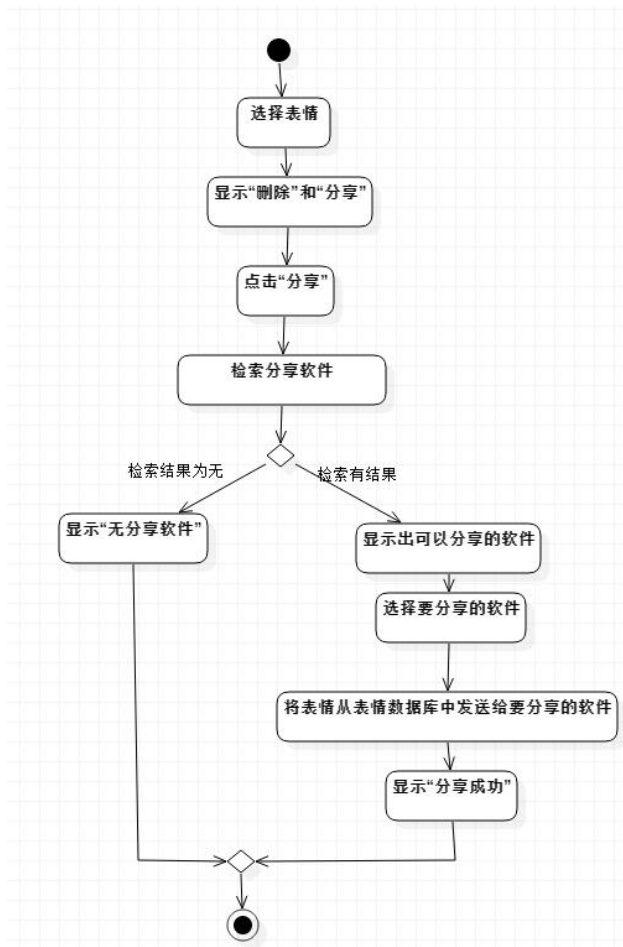 选择表情
显示“删除”和“分享”
点击“分享”
检索分享软件
检索结果为无
检索有结果
显示“无分享软件”
显示出可以分享的软件
选择要分享的软件
将表情从表情数据库中发送给要分享的软件
显示“分享成功”